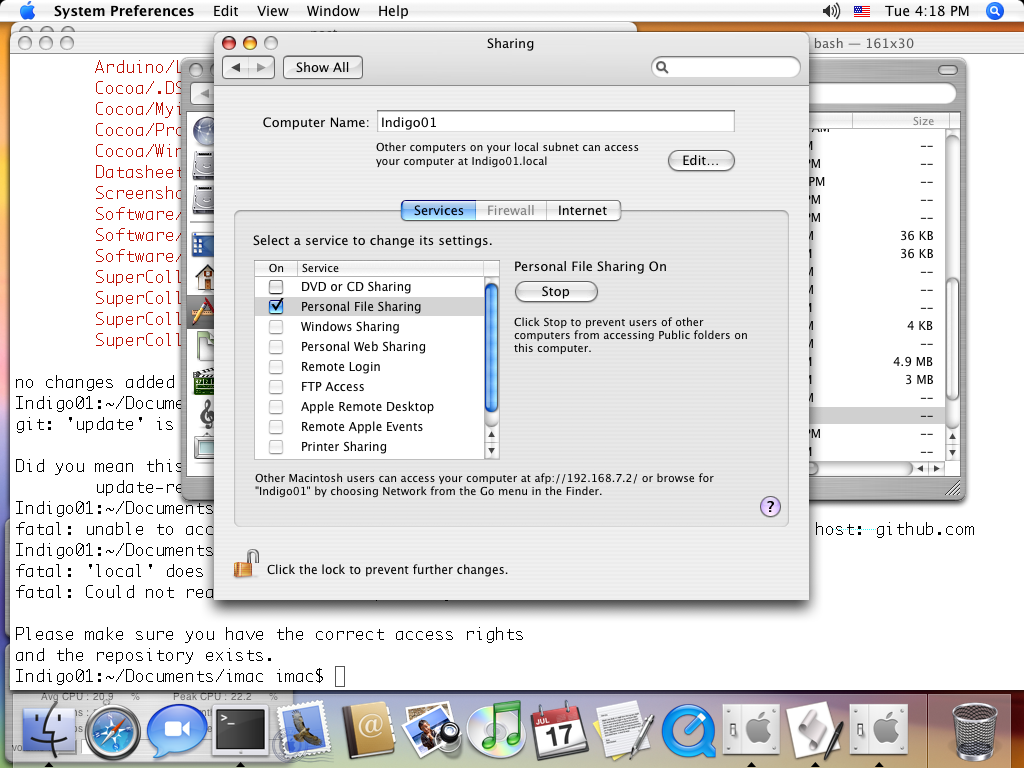 System Preferences Edit View Window Help Tue 4:18 PM
bash — 161x30
Sharing
Show All
Computer Name: Indigo01
Other computers on your local subnet can access
your computer at Indigo01.local
Edit...
Services Firewall Internet
Select a service to change its settings.
On Service
DVD or CD Sharing
Personal File Sharing
Windows Sharing
Personal Web Sharing
Remote Login
FTP Access
Apple Remote Desktop
Remote Apple Events
Printer Sharing
Personal File Sharing On
Stop
Click Stop to prevent users of other
computers from accessing Public folders on
this computer.
Other Macintosh users can access your computer at afp://192.168.7.2/ or browse for
"Indigo01" by choosing Network from the Go menu in the Finder.
?
Click the lock to prevent further changes.
Size
--
--
--
--
--
36 KB
36 KB
--
--
--
4 KB
--
4.9 MB
3 MB
--
--
--
--
Arduino/
Cocoa/.DS
Cocoa/Myi
Cocoa/Pro
Cocoa/Win
Datasheet
Screensho
Software/
Software/
Software/
SuperColl
SuperColl
SuperColl
SuperColl
no changes added
Indigo01:~/Docume
git: 'update' is
Did you mean this
update-re
Indigo01:~/Documents
fatal: unable to acc host: github.com
Indigo01:~/Documents
fatal: 'local' does
fatal: Could not rea
Please make sure you have the correct access rights
and the repository exists.
Indigo01:~/Documents/imac imac$
Avg CPU : 20.9 % Peak CPU : 22.2 %
JUL
17